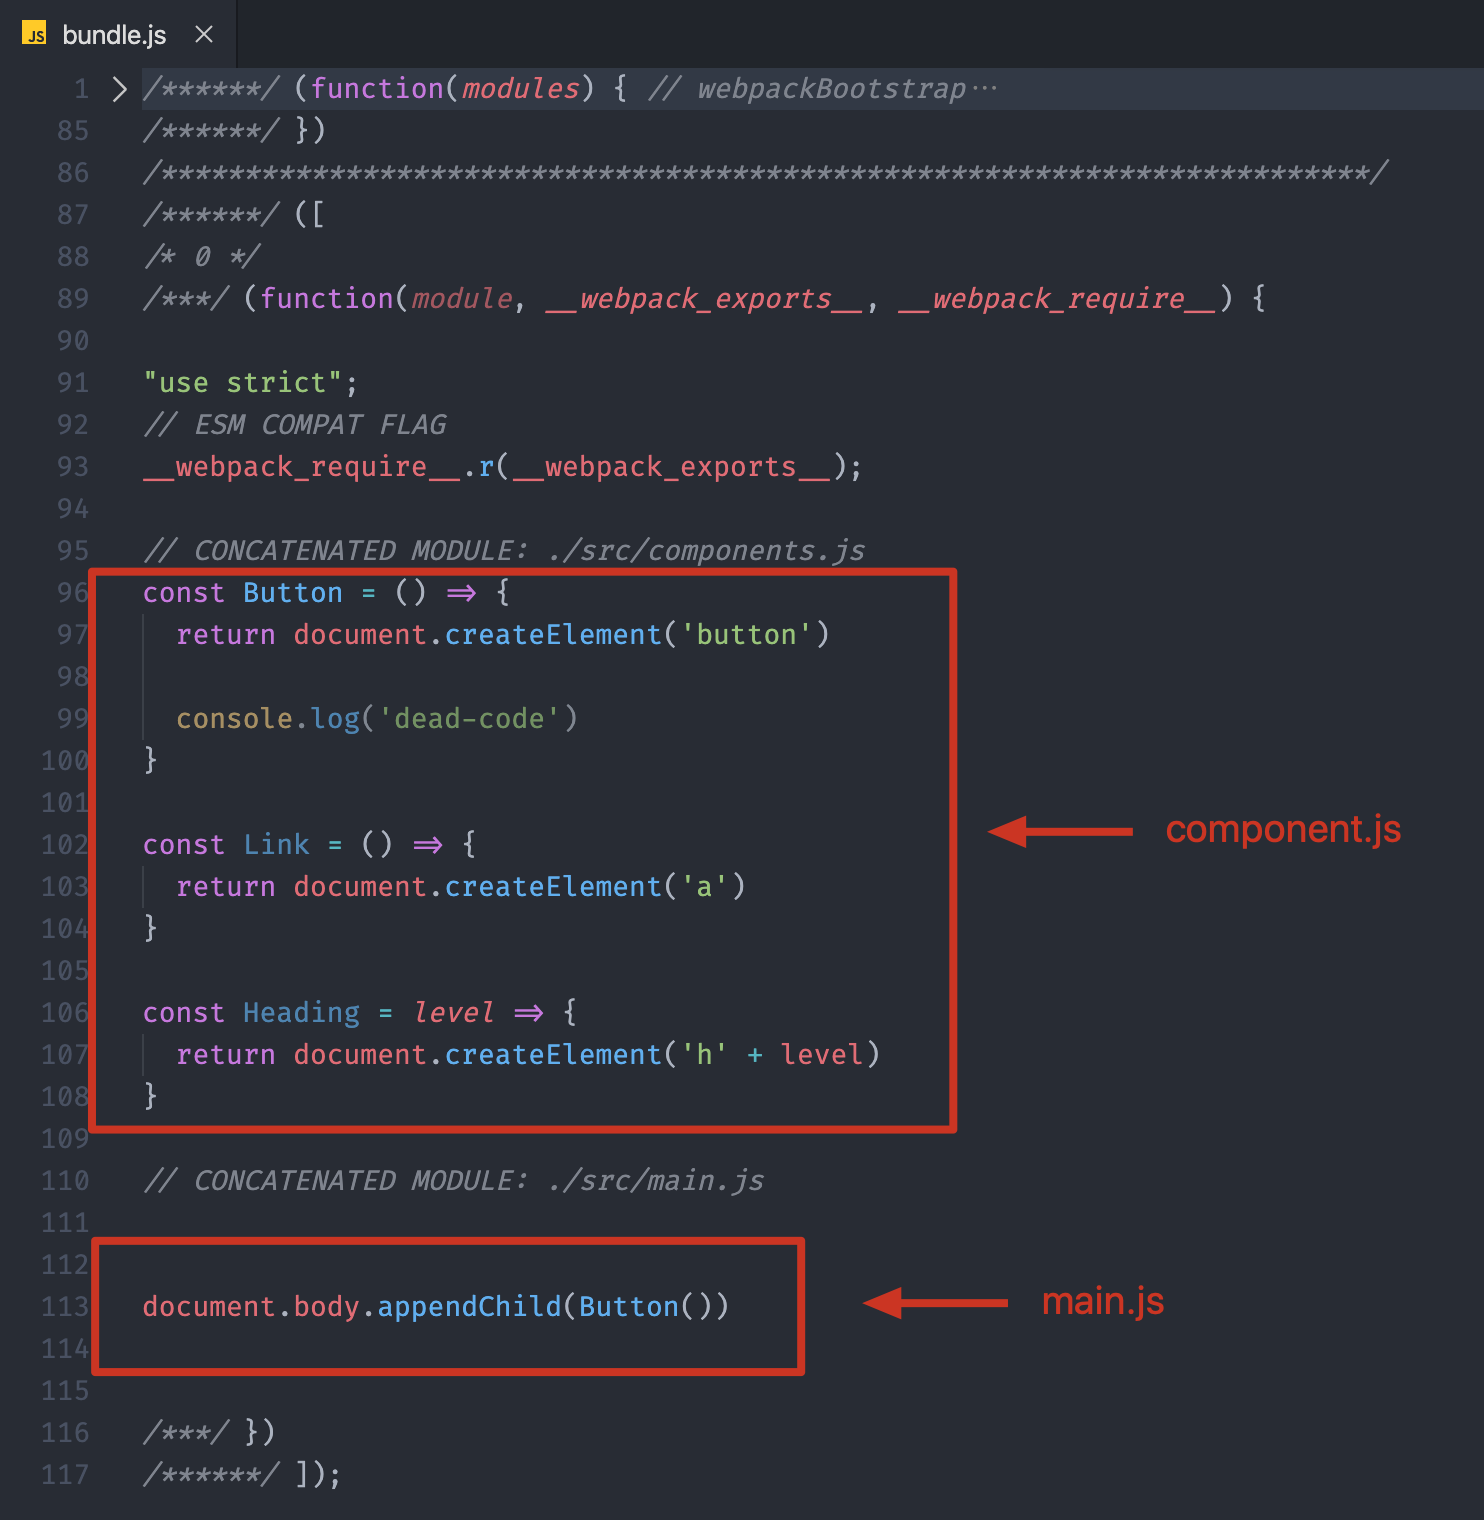 JS bundle.js ×
1 > /******/ (function(modules) { // webpackBootstrap···
85 /******/ })
86 /************************************************************************/
87 /******/ ([
88 /* 0 */
89 /***/ (function(module, __webpack_exports__, __webpack_require__) {
90
91 "use strict";
92 // ESM COMPAT FLAG
93 __webpack_require__.r(__webpack_exports__);
94
95 // CONCATENATED MODULE: ./src/components.js
96 const Button = () => {
97   return document.createElement('button')
98
99   console.log('dead-code')
100 }
101
102 const Link = () => {
103   return document.createElement('a')
104 }
105
106 const Heading = level => {
107   return document.createElement('h' + level)
108 }
109
component.js
110 // CONCATENATED MODULE: ./src/main.js
111
112
113 document.body.appendChild(Button())
114
main.js
115
116 /***/ })
117 /******/ ]);